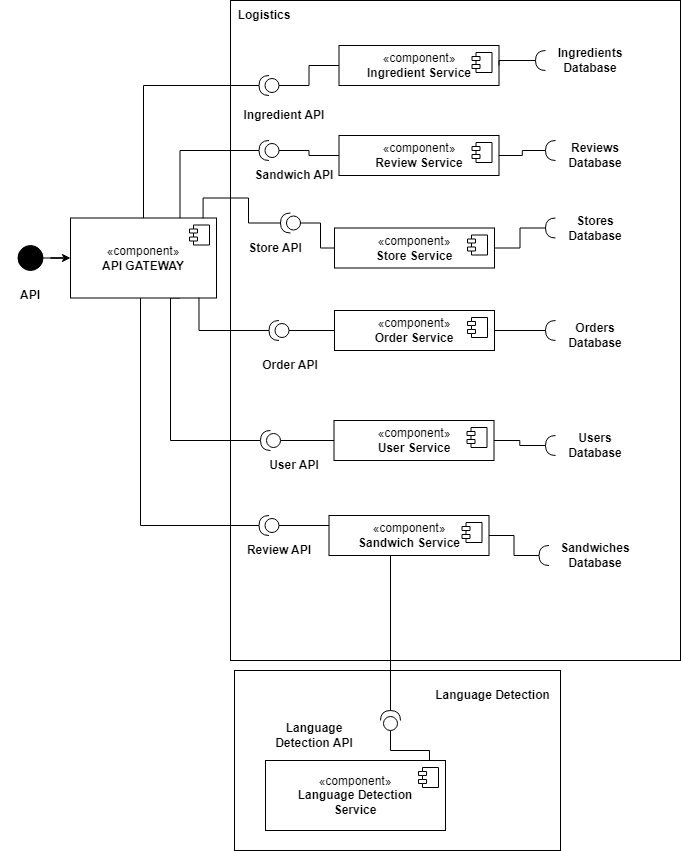 Logistics
«component»
Ingredient Service
Ingredients
Database
Ingredient API
«component»
Review Service
Reviews
Database
Sandwich API
«component»
API GATEWAY
API
Store API
«component»
Store Service
Stores
Database
«component»
Order Service
Orders
Database
Order API
«component»
User Service
Users
Database
User API
«component»
Sandwich Service
Sandwiches
Database
Review API
Language Detection
Language
Detection API
«component»
Language Detection
Service